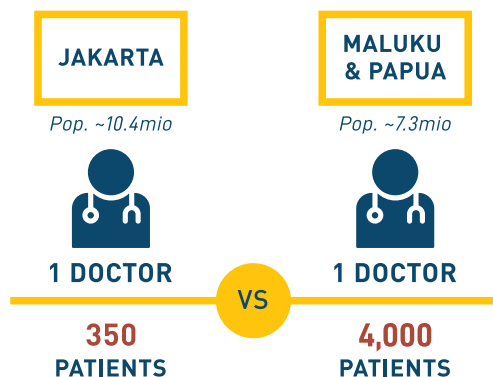 JAKARTA
Pop. ~10.4mio
1 DOCTOR
350
PATIENTS
VS
MALUKU
& PAPUA
Pop. ~7.3mio
1 DOCTOR
4,000
PATIENTS